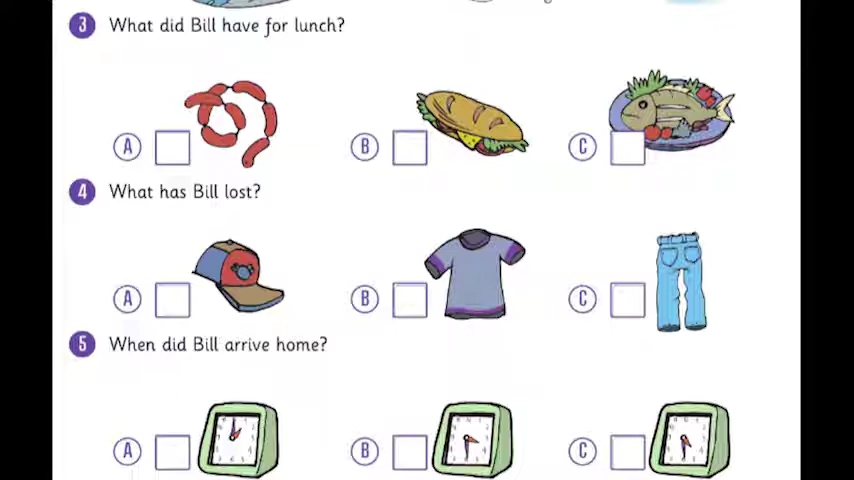 3 What did Bill have for lunch?
A B C
4 What has Bill lost?
A B C
5 When did Bill arrive home?
A B C